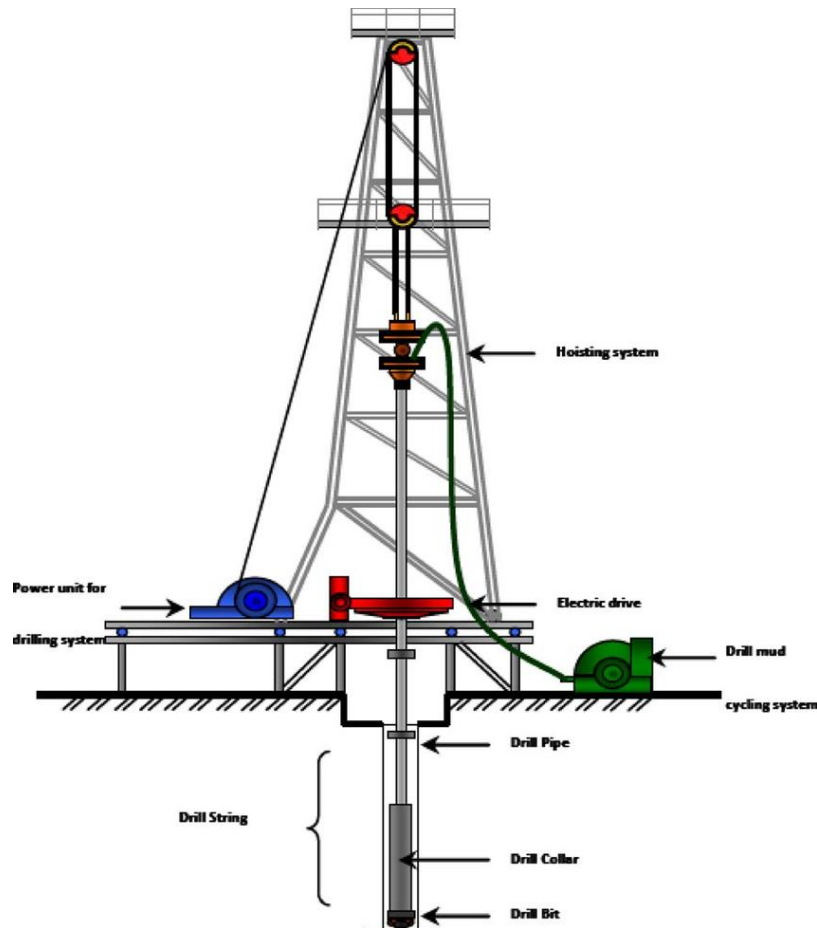 Hoisting system
Power unit for
drilling system
Electric drive
Drill mud
cycling system
Drill Pipe
Drill String
Drill Collar
Drill Bit